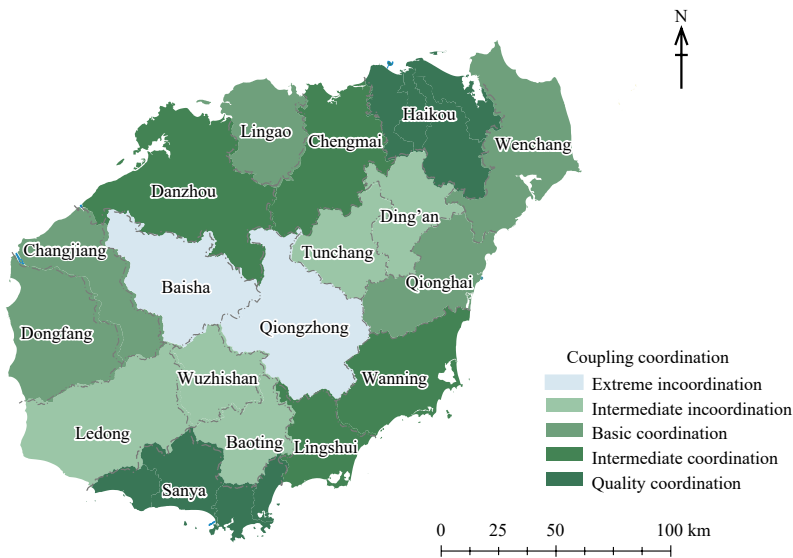 N
Haikou
Lingao
Chengmai
Wenchang
Danzhou
Ding’an
Changjiang
Tunchang
Baisha
Qionghai
Qiongzhong
Dongfang
Wuzhishan
Wanning
Ledong
Baoting
Lingshui
Sanya
Coupling coordination
Extreme incoordination
Intermediate incoordination
Basic coordination
Intermediate coordination
Quality coordination
0 25 50 100 km